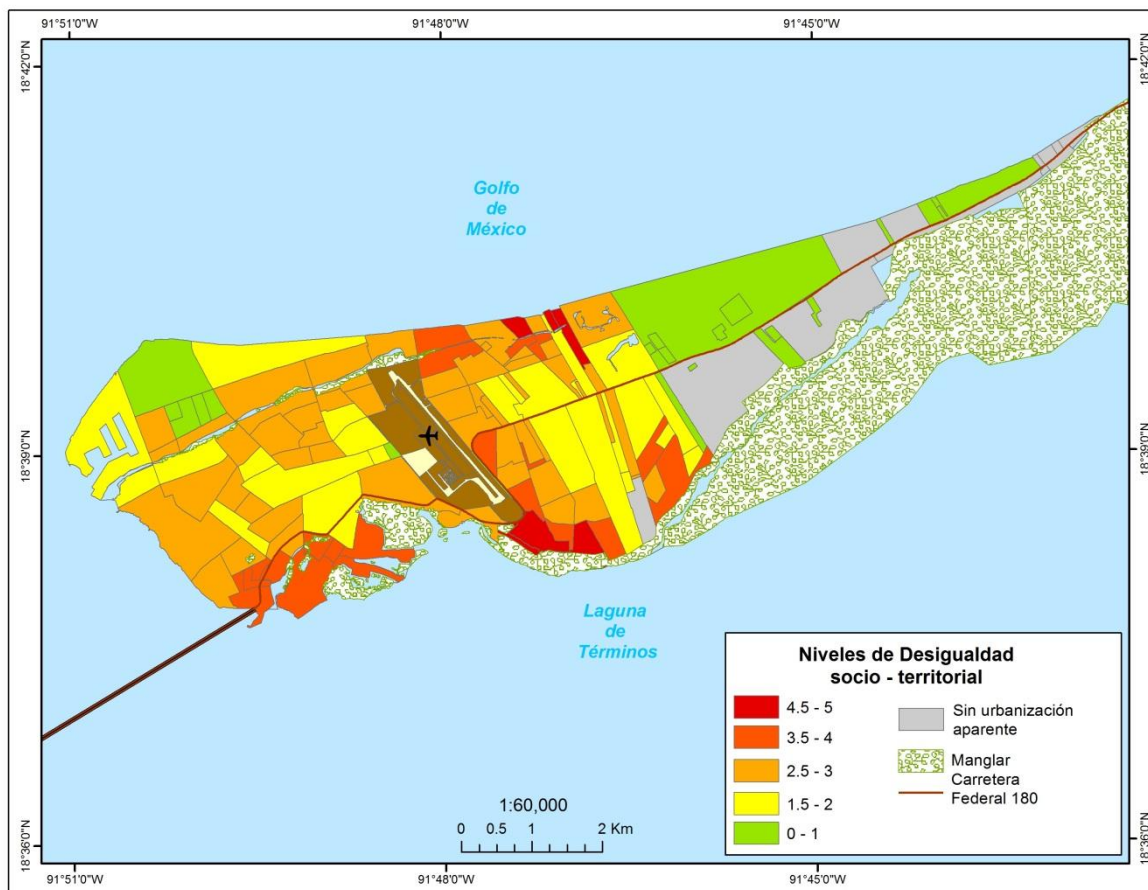 91°51'0"W
91°48'0"W
91°45'0"W
18°42'0"N
18°42'0"N
Golfo
de
México
18°39'0"N
18°39'0"N
Laguna
de
Términos
Niveles de Desigualdad
socio - territorial
4.5 - 5
3.5 - 4
2.5 - 3
1.5 - 2
0 - 1
Sin urbanización
aparente
Manglar
Carretera
Federal 180
1:60,000
0 0.5 1 2 Km
18°36'0"N
18°36'0"N
91°51'0"W
91°48'0"W
91°45'0"W